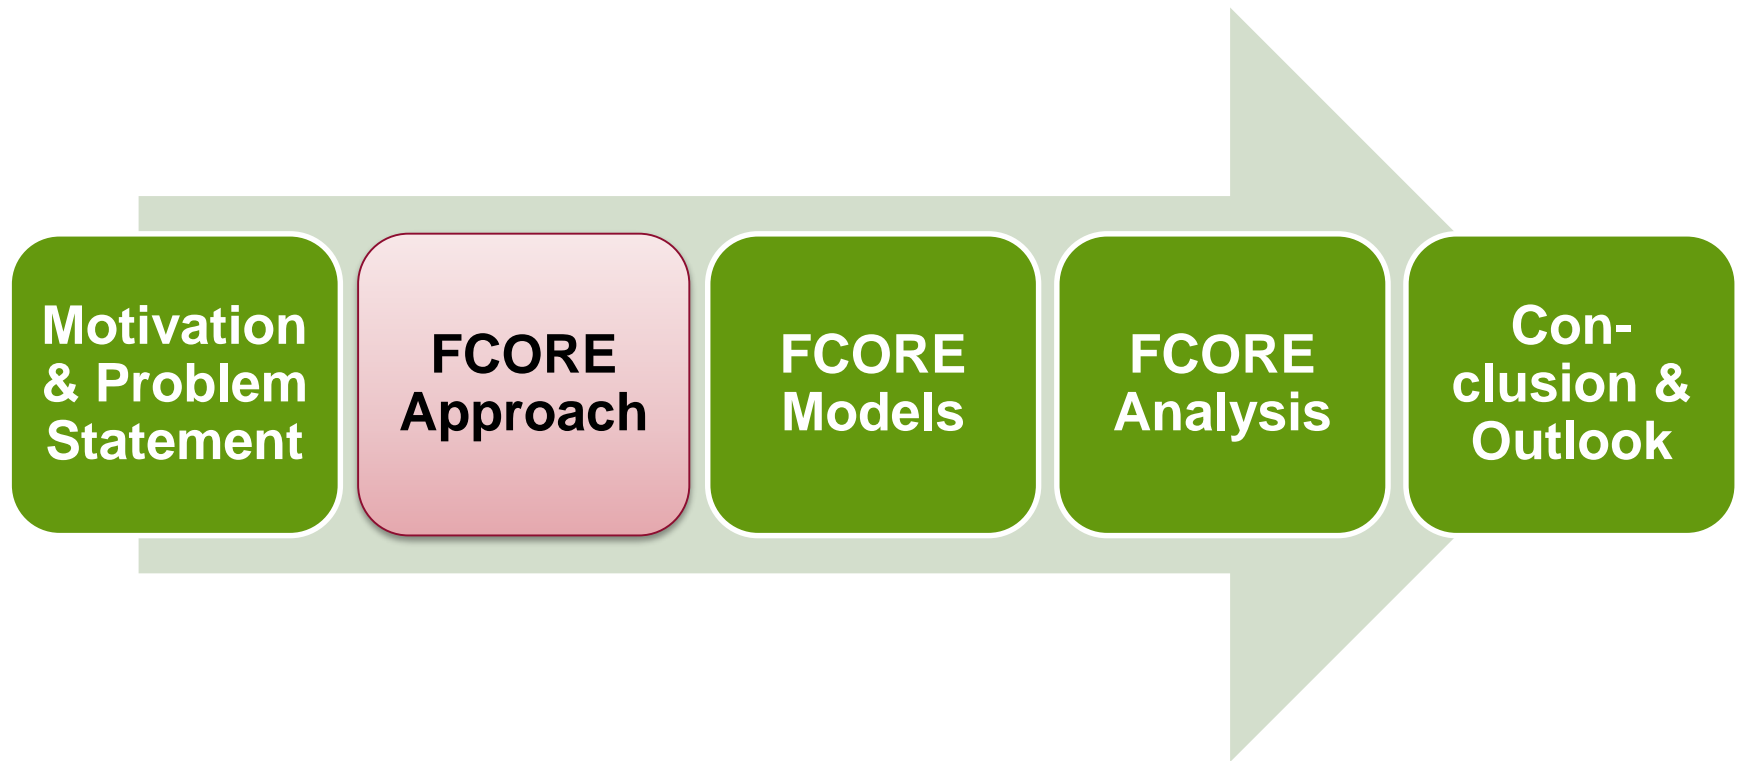 Motivation
& Problem
Statement
FCORE
Approach
FCORE
Models
FCORE
Analysis
Con-
clusion &
Outlook